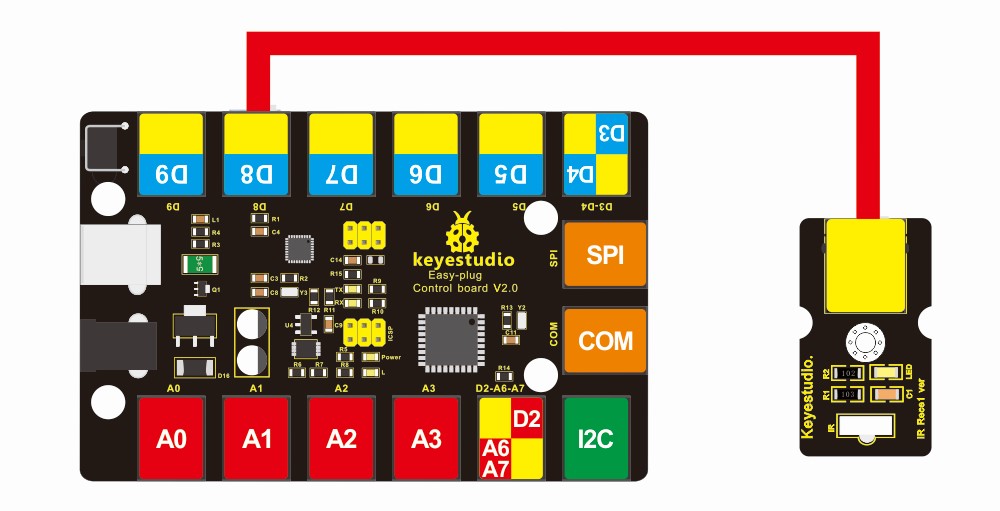 D9
D8
D7
D6
D5
D3
D4
D9
D8
D7
D6
D5
D3-D4
L1
R4
R3
R1
C4
5*5
Q1
C3
R2
C8
Y3
C14
R15
TX
RX
R9
R10
R12
R11
U4
C9
ICSP
R5
R6
R7
R8
Power
L
D16
keyestudio
Easy-plug
Control board V2.0
R13
Y2
C11
R14
SPI
SPI
COM
COM
A0
A1
A2
A3
D2-A6-A7
A0
A1
A2
A3
D2
A6
A7
I2C
Keyestudio.
R2
102
LED
R1
103
C1
IR
IR Rece1 ver